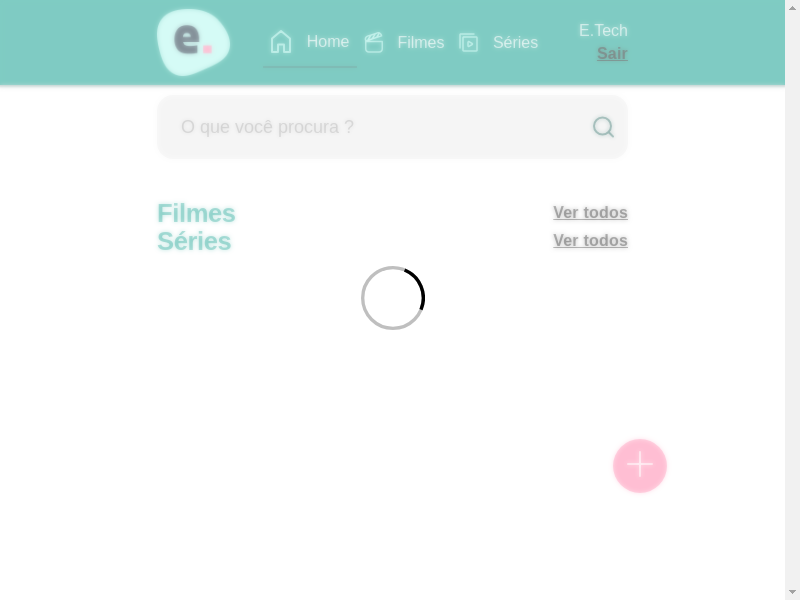 e.
Home
Filmes
Séries
E.Tech
Sair
O que você procura ?
Filmes
Ver todos
Séries
Ver todos